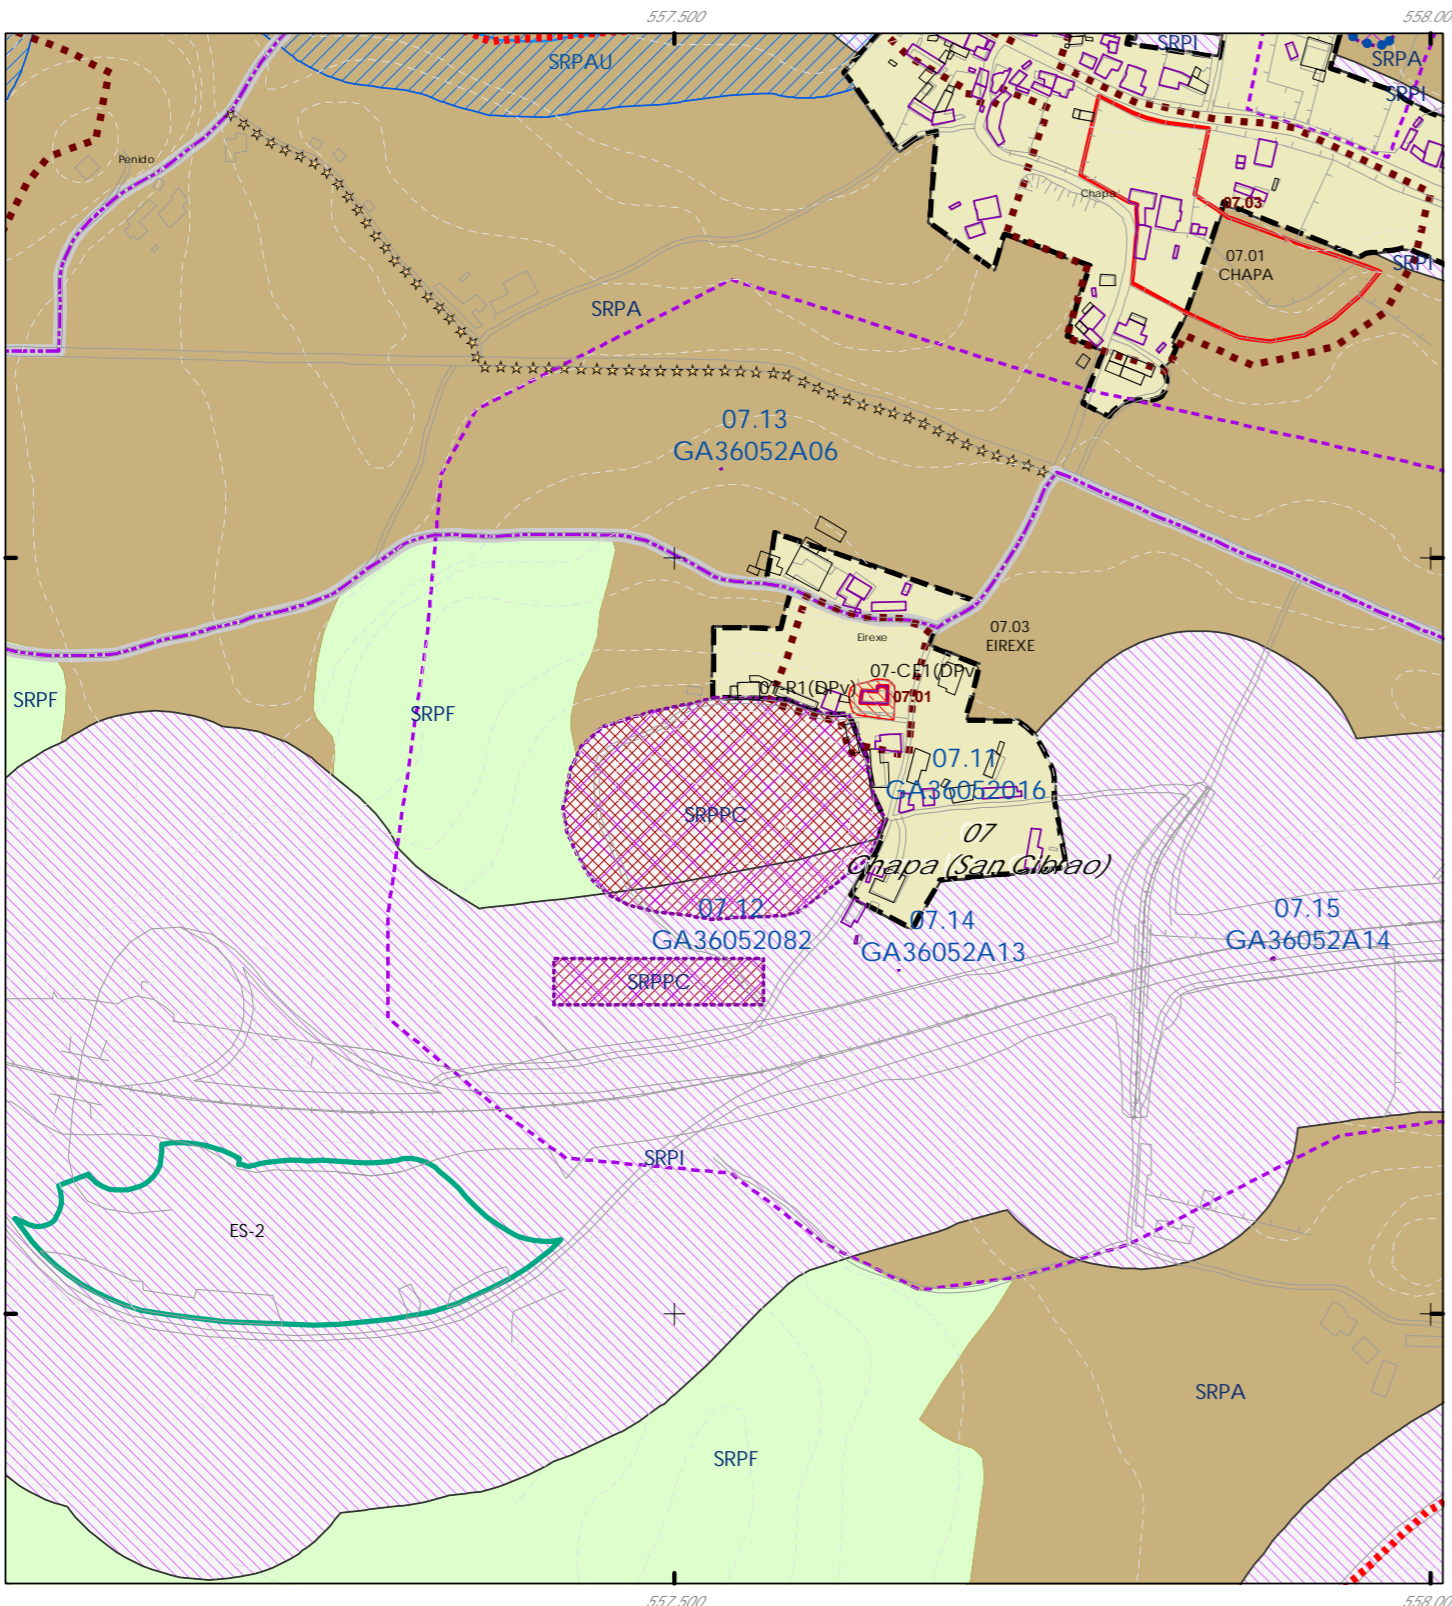 557.500
558.00
SRPI
SRPAU
SRPA
SRPI
Penido
Chapa
07.03
07.01
CHAPA
SRPI
SRPA
07.13
GA36052A06
Eirexe
07.03
EIREXE
07-CE1(DPv
07-R1(DPv)
07.01
SRPF
SRPF
07.11
GA36052016
SRPPC
07
Chapa (San Cibrao)
07.12
GA36052082
07.14
GA36052A13
07.15
GA36052A14
SRPPC
SRPI
ES-2
SRPA
SRPF
557.500
558.00